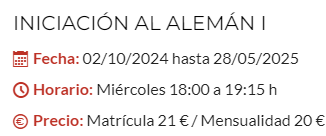 INICIACIÓN AL ALEMÁN I
Fecha: 02/10/2024 hasta 28/05/2025
Horario: Miércoles 18:00 a 19:15 h
Precio: Matrícula 21 € / Mensualidad 20 €